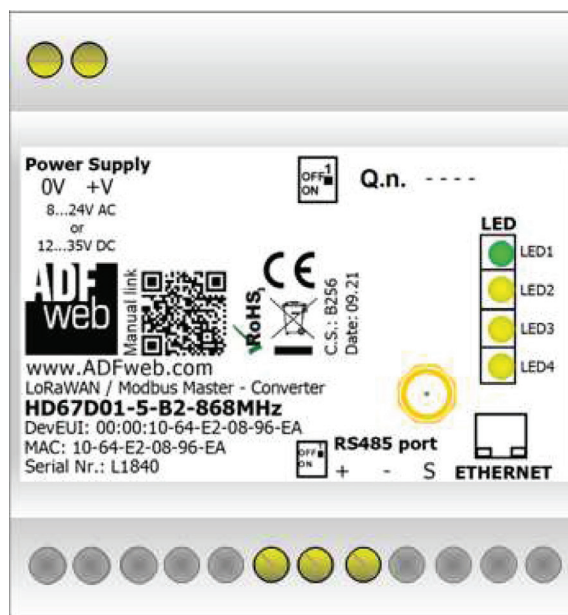 Power Supply
0V +V
8...24V AC
or
12...35V DC
OFF 1
ON
Q.n. - - - -
LED
LED1
LED2
LED3
LED4
ADF
web
Manual link
RoHS
CE
C.S.: B256
Date: 09.21
www.ADFweb.com
LoRaWAN / Modbus Master - Converter
HD67D01-5-B2-868MHz
DevEUI: 00:00:10-64-E2-08-96-EA
MAC: 10-64-E2-08-96-EA
Serial Nr.: L1840
OFF 1
ON
RS485 port
+ - S
ETHERNET